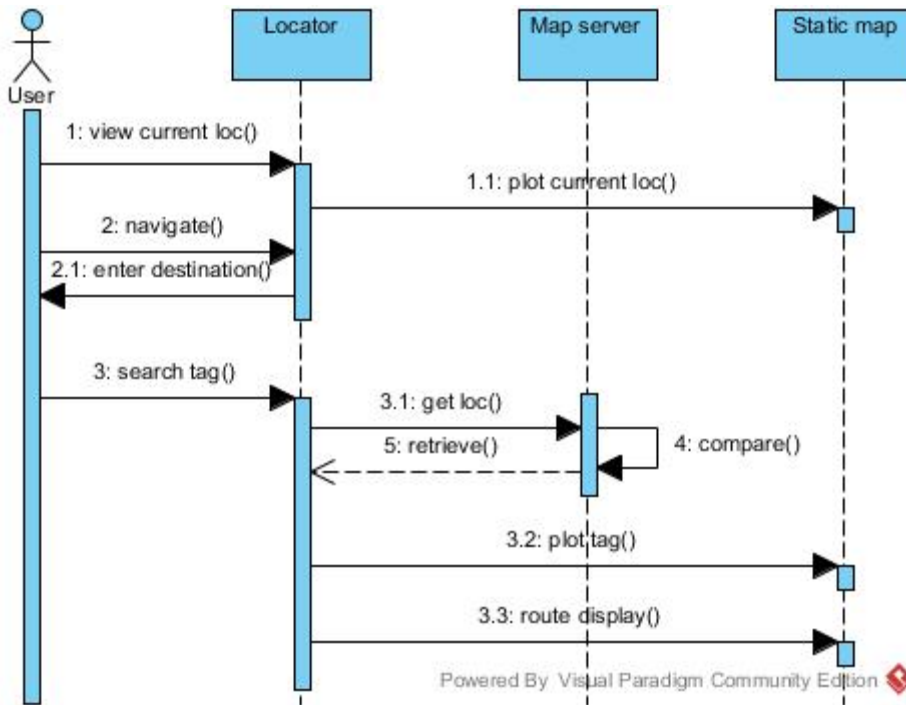 Locator
Map server
Static map
User
1: view current loc()
1.1: plot current loc()
2: navigate()
2.1: enter destination()
3: search tag()
3.1: get loc()
5: retrieve()
4: compare()
3.2: plot tag()
3.3: route display()
Powered By Visual Paradigm Community Edition